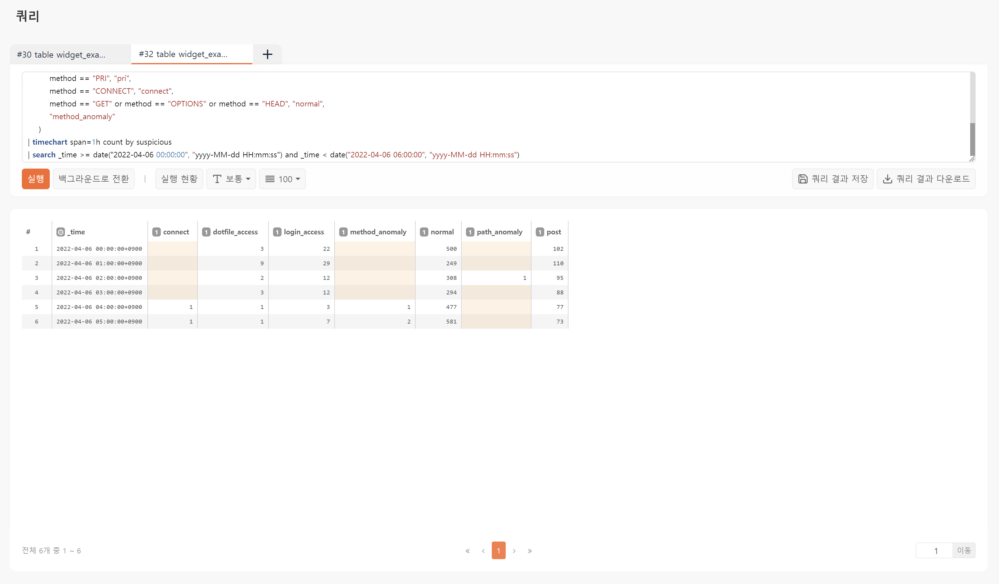 쿼리
#30 table widget_exa...
#32 table widget_exa...
+
method == "PRI", "pri",
method == "CONNECT", "connect",
method == "GET" or method == "OPTIONS" or method == "HEAD", "normal",
"method_anomaly"
)
| timechart span=1h count by suspicious
| search _time >= date("2022-04-06 00:00:00", "yyyy-MM-dd HH:mm:ss") and _time < date("2022-04-06 06:00:00", "yyyy-MM-dd HH:mm:ss")
실행 백그라운드로 전환 | 실행 현황 T 보통 100 쿼리 결과 저장 쿼리 결과 다운로드
# _time 1 connect 1 dotfile_access 1 login_access 1 method_anomaly 1 normal 1 path_anomaly 1 post
1 2022-04-06 00:00:00+0900 3 22 500 102
2 2022-04-06 01:00:00+0900 9 29 249 110
3 2022-04-06 02:00:00+0900 2 12 308 1 95
4 2022-04-06 03:00:00+0900 3 12 294 88
5 2022-04-06 04:00:00+0900 1 1 3 1 477 77
6 2022-04-06 05:00:00+0900 1 1 7 2 581 73
전체 6개 중 1 ~ 6 « ‹ 1 › » 1 이동